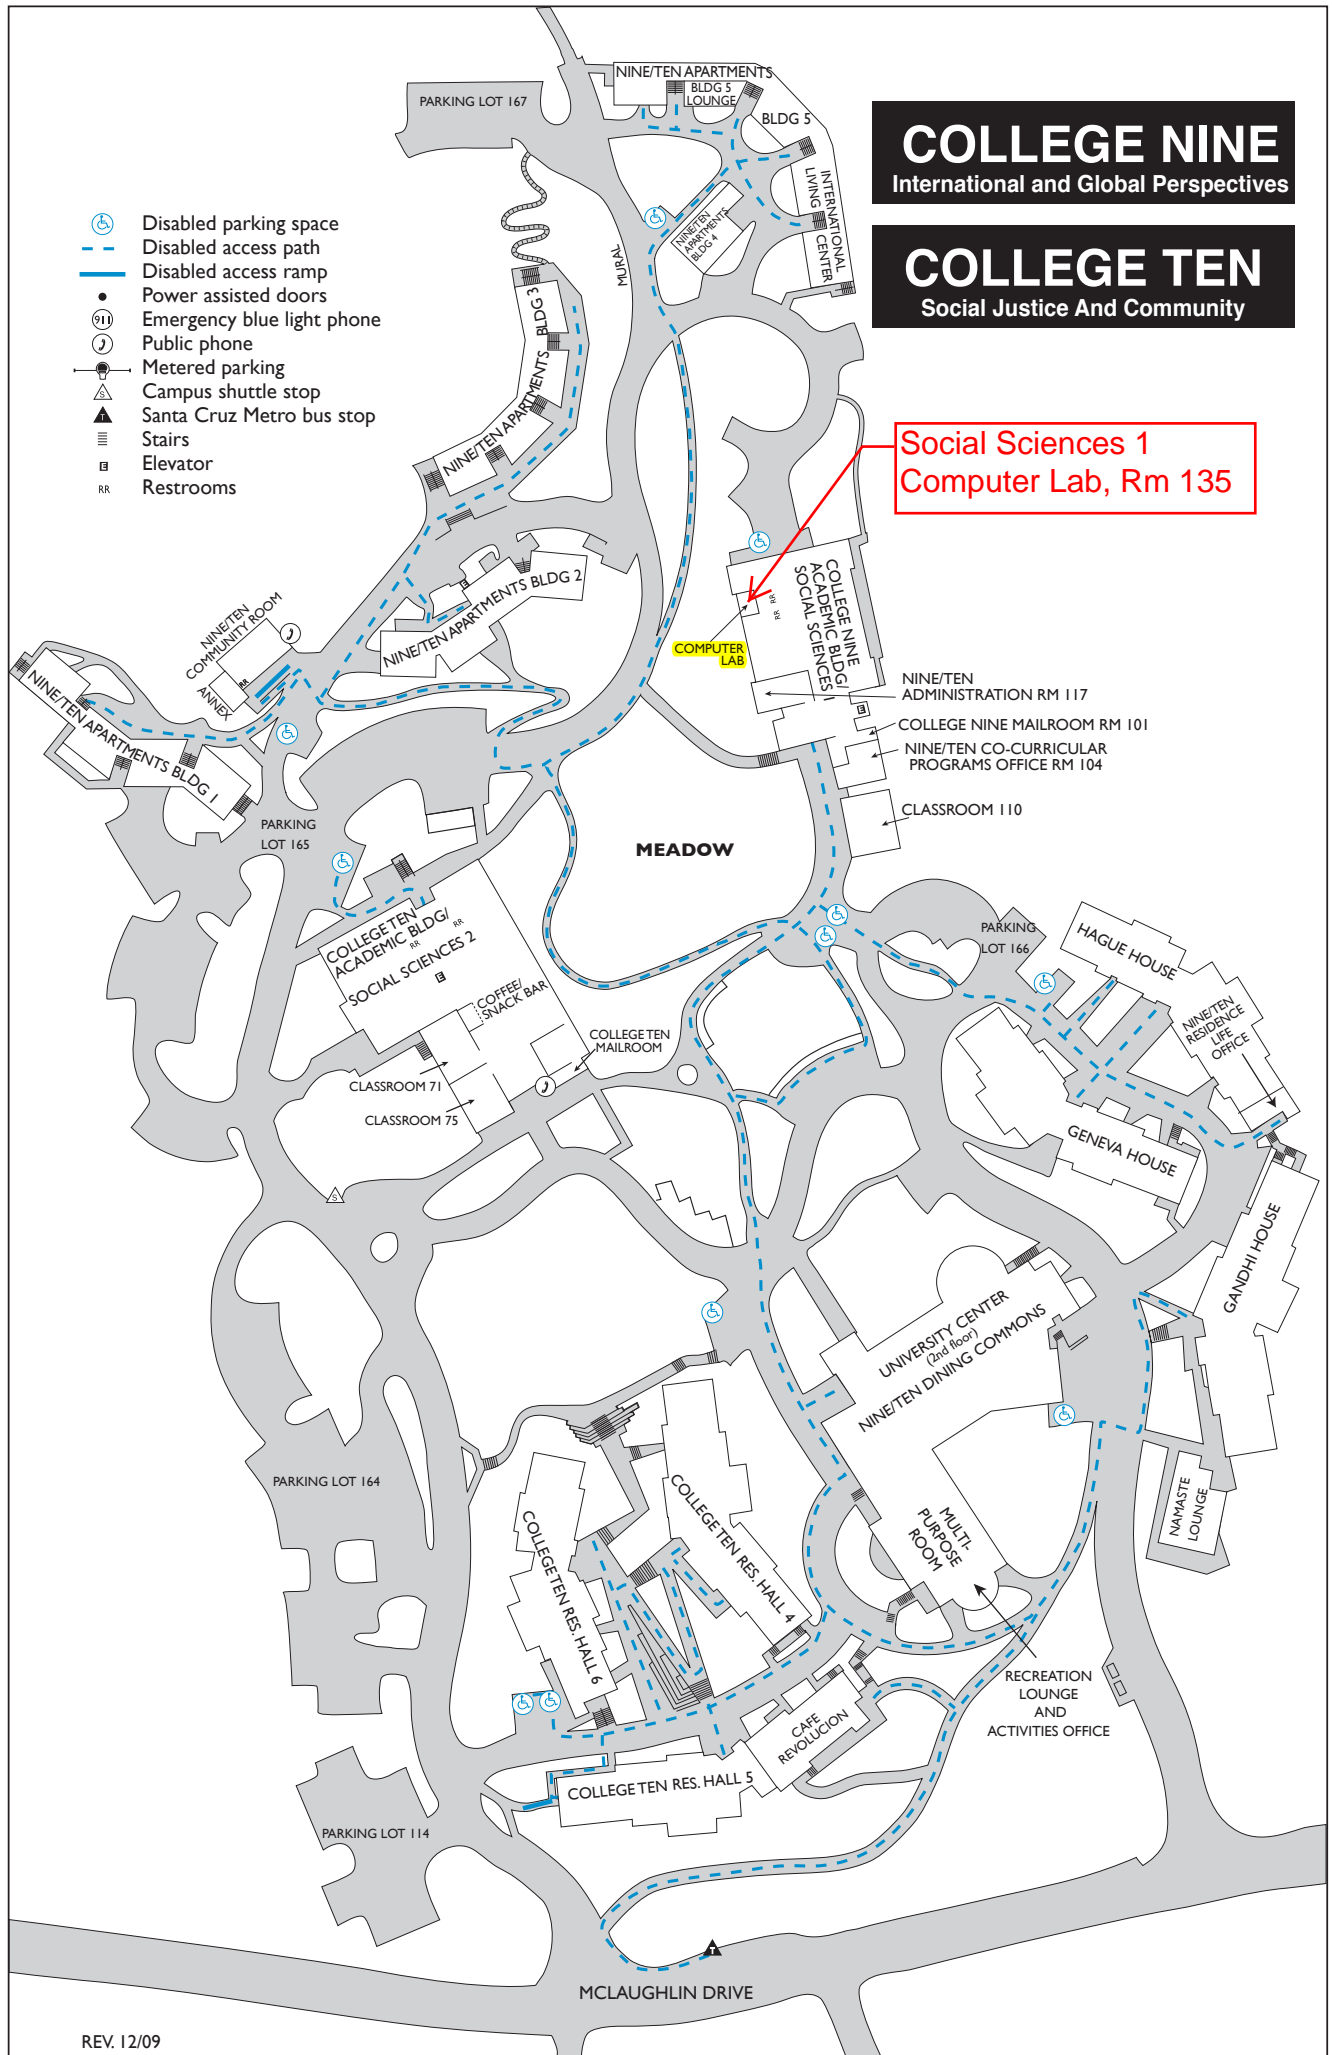 NINE/TEN APARTMENTS
BLDG 5
LOUNGE
BLDG 5
PARKING LOT 167
COLLEGE NINE
International and Global Perspectives
INTERNATIONAL
LIVING
CENTER
COLLEGE TEN
Social Justice And Community
NINE/TEN
APARTMENTS
BLDG 4
MURAL
Disabled parking space
Disabled access path
Disabled access ramp
Power assisted doors
911 Emergency blue light phone
Public phone
Metered parking
S Campus shuttle stop
T Santa Cruz Metro bus stop
Stairs
E Elevator
RR Restrooms
NINE/TEN APARTMENTS BLDG 3
Social Sciences 1
Computer Lab, Rm 135
COLLEGE NINE
ACADEMIC BLDG/
SOCIAL SCIENCES 1
RR RR
COMPUTER
LAB
E
NINE/TEN APARTMENTS BLDG 2
NINE/TEN
COMMUNITY ROOM
RR
ANNEX
NINE/TEN APARTMENTS BLDG 1
NINE/TEN
ADMINISTRATION RM 117
E
COLLEGE NINE MAILROOM RM 101
NINE/TEN CO-CURRICULAR
PROGRAMS OFFICE RM 104
CLASSROOM 110
PARKING
LOT 165
MEADOW
COLLEGE TEN
ACADEMIC BLDG/
RR RR
SOCIAL SCIENCES 2
E
COFFEE/
SNACK BAR
COLLEGE TEN
MAILROOM
CLASSROOM 71
CLASSROOM 75
PARKING
LOT 166
HAGUE HOUSE
NINE/TEN
RESIDENCE
LIFE
OFFICE
GENEVA HOUSE
GANDHI HOUSE
S
UNIVERSITY CENTER
(2nd floor)
NINE/TEN DINING COMMONS
MULTI-
PURPOSE
ROOM
NAMASTE
LOUNGE
PARKING LOT 164
COLLEGE TEN RES. HALL 4
COLLEGE TEN RES. HALL 6
RECREATION
LOUNGE
AND
ACTIVITIES OFFICE
CAFE
REVOLUCION
COLLEGE TEN RES. HALL 5
PARKING LOT 114
T
MCLAUGHLIN DRIVE
REV. 12/09